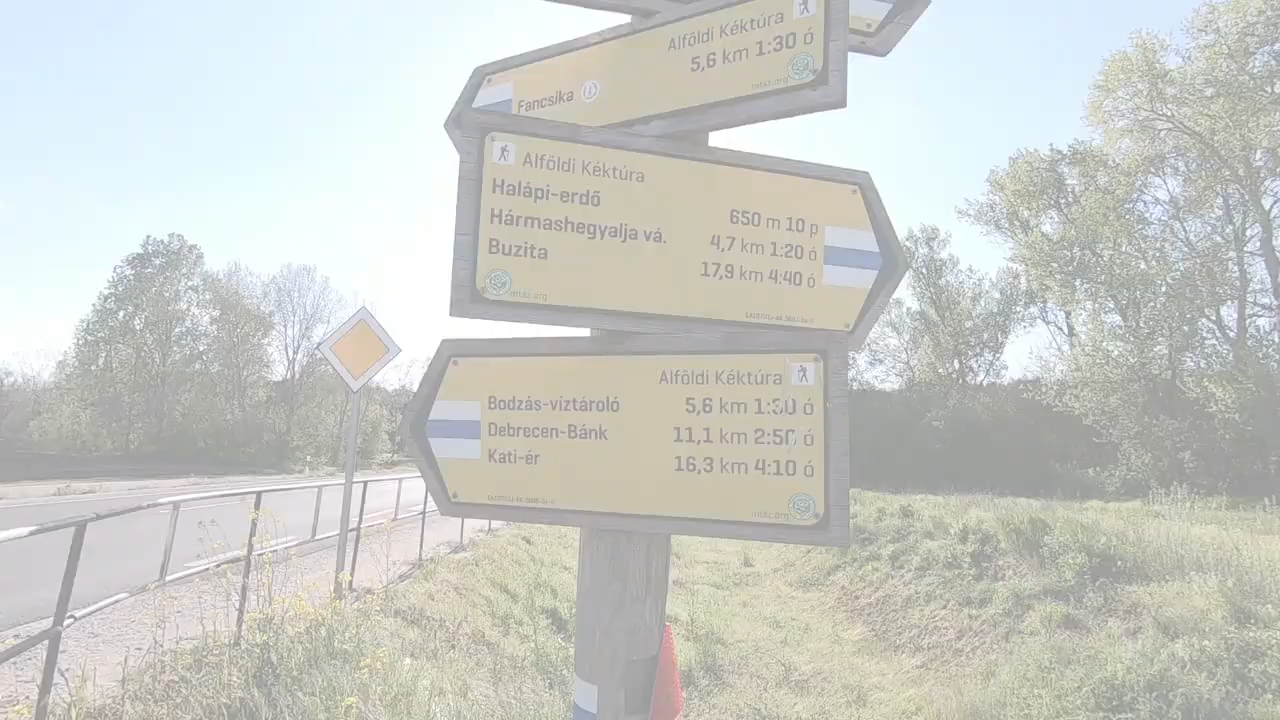 Alföldi Kéktúra
5,6 km 1:30 ó
Fancsika
mtsz.org
Alföldi Kéktúra
Halápi-erdő 650 m 10 p
Hármashegyalja vá. 4,7 km 1:20 ó
Buzita 17,9 km 4:40 ó
mtsz.org
Alföldi Kéktúra
Bodzás-víztároló 5,6 km 1:30 ó
Debrecen-Bánk 11,1 km 2:50 ó
Kati-ér 16,3 km 4:10 ó
mtsz.org